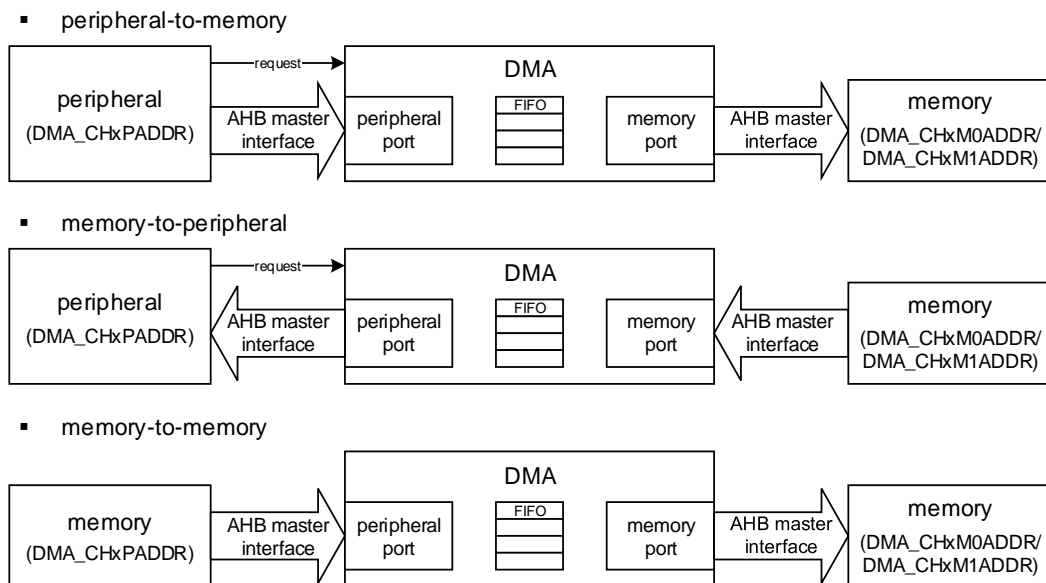 ▪ peripheral-to-memory
request
DMA
peripheral
(DMA_CHxPADDR)
AHB master
interface
peripheral
port
FIFO
memory
port
AHB master
interface
memory
(DMA_CHxM0ADDR/
DMA_CHxM1ADDR)
▪ memory-to-peripheral
request
DMA
peripheral
(DMA_CHxPADDR)
AHB master
interface
peripheral
port
FIFO
memory
port
AHB master
interface
memory
(DMA_CHxM0ADDR/
DMA_CHxM1ADDR)
▪ memory-to-memory
DMA
memory
(DMA_CHxPADDR)
AHB master
interface
peripheral
port
FIFO
memory
port
AHB master
interface
memory
(DMA_CHxM0ADDR/
DMA_CHxM1ADDR)